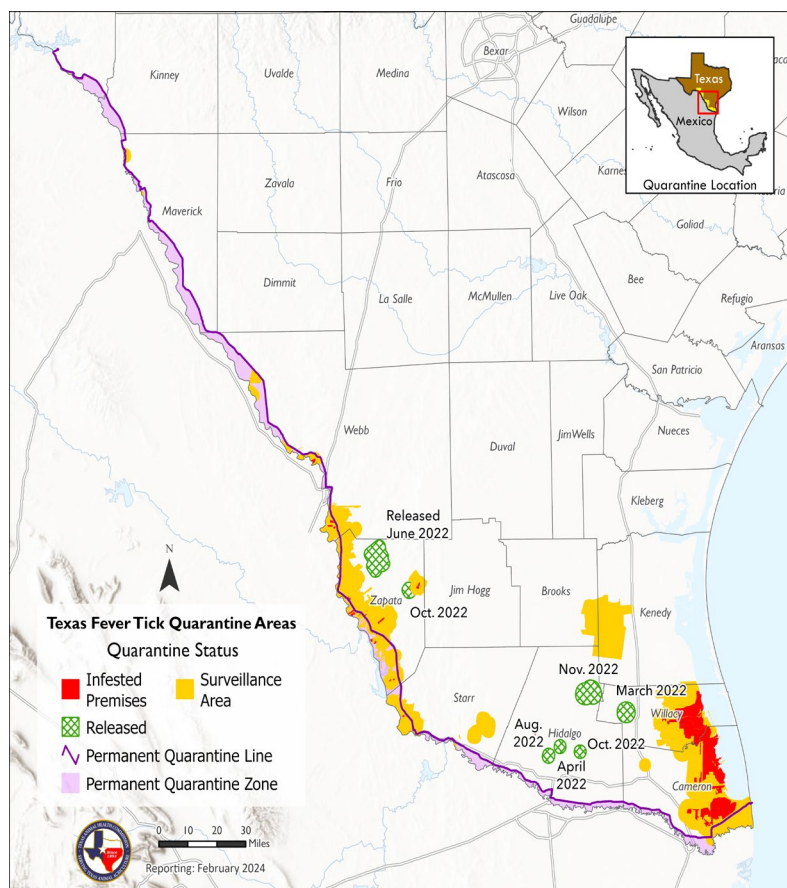 Guadalupe
Bexar
Kinney
Uvalde
Medina
Wilson
Texas
Mexico
Quarantine Location
Zavala
Frio
Atascosa
Karnes
Maverick
Goliad
Dimmit
La Salle
McMullen
Live Oak
Bee
Refugio
Aransas
San Patricio
Webb
Duval
Jim Wells
Nueces
Kleberg
Released
June 2022
N
Zapata
Jim Hogg
Brooks
Kenedy
Oct. 2022
Nov. 2022
March 2022
Willacy
Starr
Aug.
2022
Hidalgo
Oct. 2022
April
2022
Cameron
Texas Fever Tick Quarantine Areas
Quarantine Status
Infested
Premises
Surveillance
Area
Released
Permanent Quarantine Line
Permanent Quarantine Zone
0 10 20 30
Miles
Reporting: February 2024